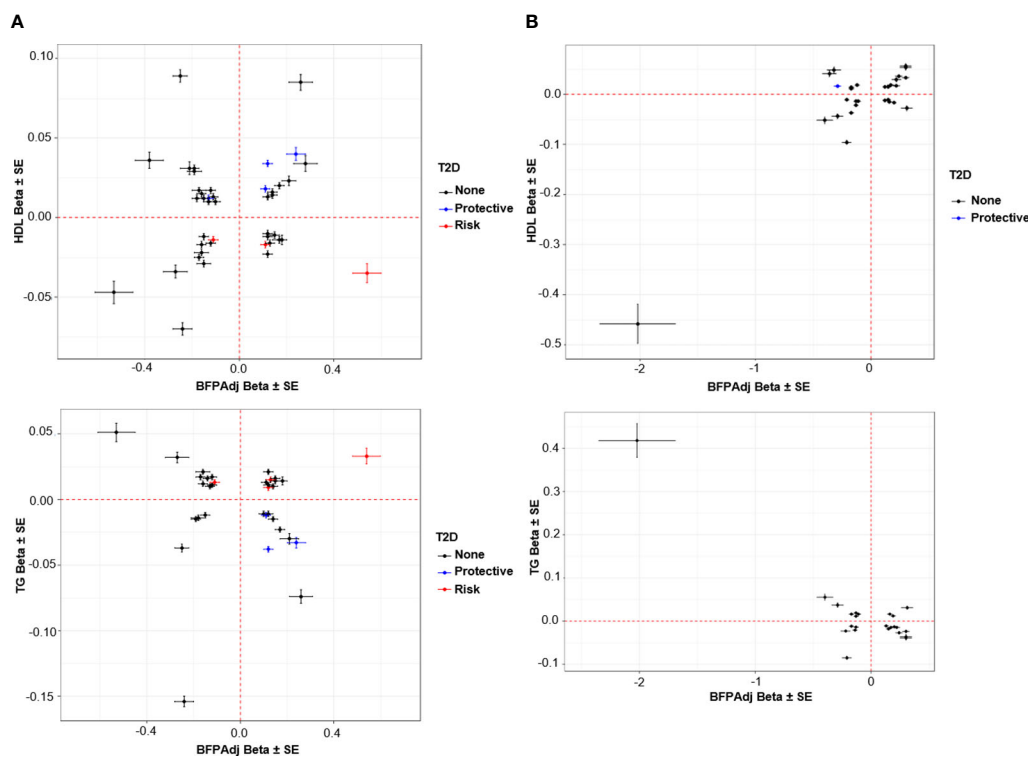 A
0.10
0.05
0.00
-0.05
HDL Beta ± SE
-0.4
0.0
0.4
BFPAdj Beta ± SE
T2D
None
Protective
Risk
0.05
0.00
-0.05
-0.10
-0.15
TG Beta ± SE
-0.4
0.0
0.4
BFPAdj Beta ± SE
T2D
None
Protective
Risk
B
0.0
-0.1
-0.2
-0.3
-0.4
-0.5
HDL Beta ± SE
-2
-1
0
BFPAdj Beta ± SE
T2D
None
Protective
0.4
0.3
0.2
0.1
0.0
-0.1
TG Beta ± SE
-2
-1
0
BFPAdj Beta ± SE